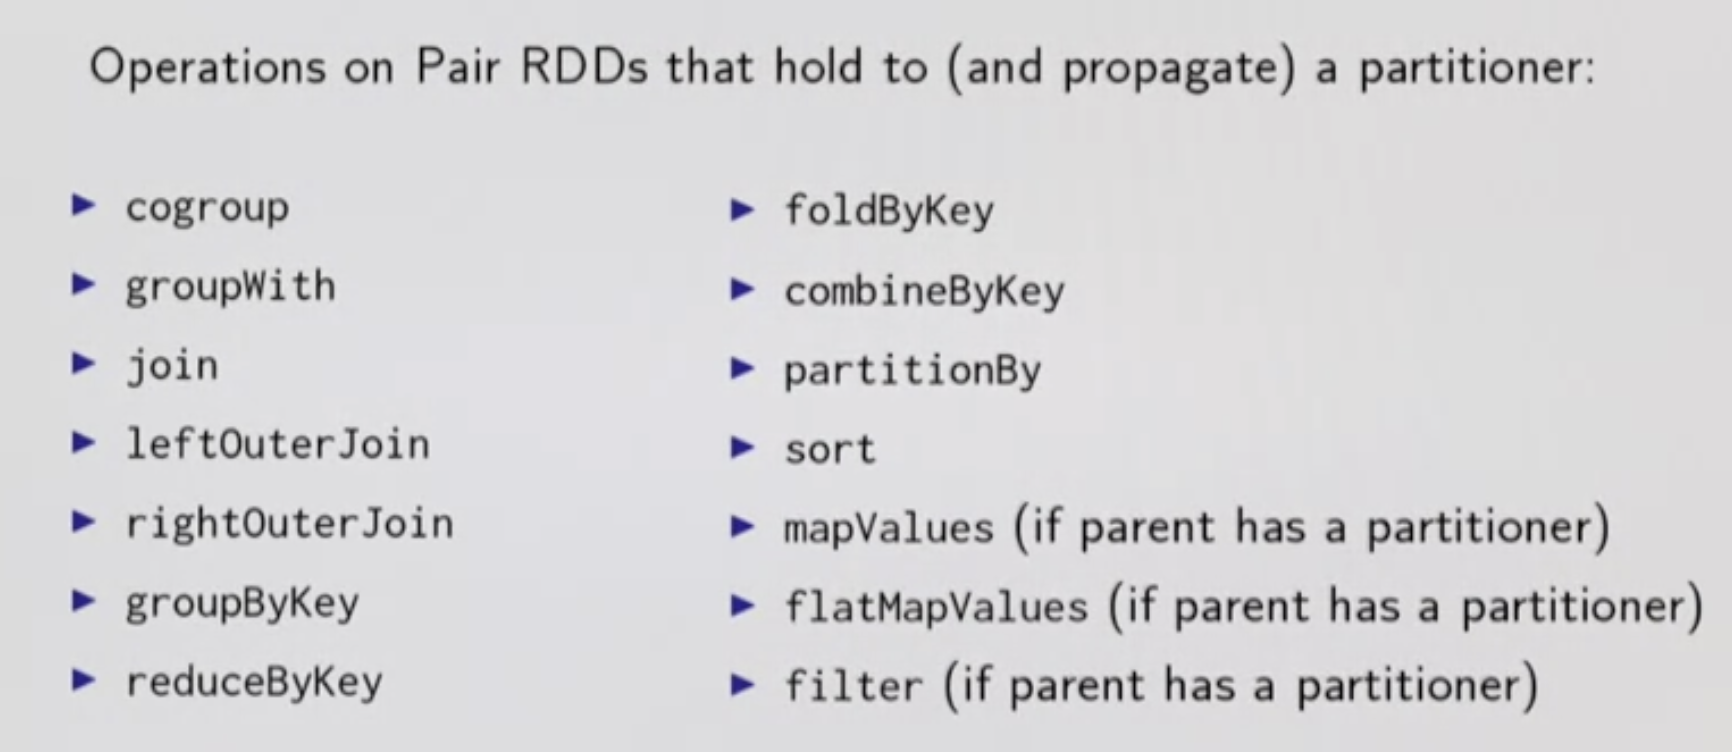 Operations on Pair RDDs that hold to (and propagate) a partitioner:
▶ cogroup
▶ groupWith
▶ join
▶ leftOuterJoin
▶ rightOuterJoin
▶ groupByKey
▶ reduceByKey
▶ foldByKey
▶ combineByKey
▶ partitionBy
▶ sort
▶ mapValues (if parent has a partitioner)
▶ flatMapValues (if parent has a partitioner)
▶ filter (if parent has a partitioner)